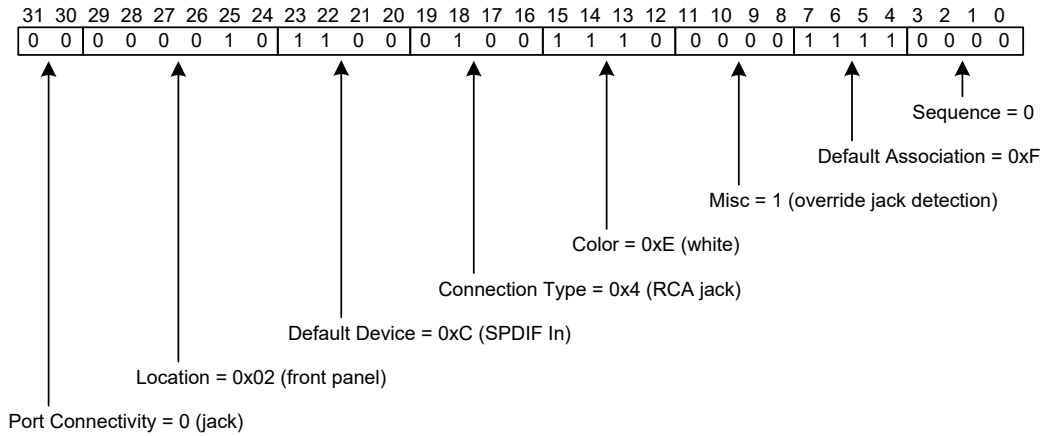 31 30 29 28 27 26 25 24 23 22 21 20 19 18 17 16 15 14 13 12 11 10 9 8 7 6 5 4 3 2 1 0
0 0 0 0 0 0 1 0 1 1 0 0 0 1 0 0 1 1 1 0 0 0 0 0 1 1 1 1 0 0 0 0
Sequence = 0
Default Association = 0xF
Misc = 1 (override jack detection)
Color = 0xE (white)
Connection Type = 0x4 (RCA jack)
Default Device = 0xC (SPDIF In)
Location = 0x02 (front panel)
Port Connectivity = 0 (jack)